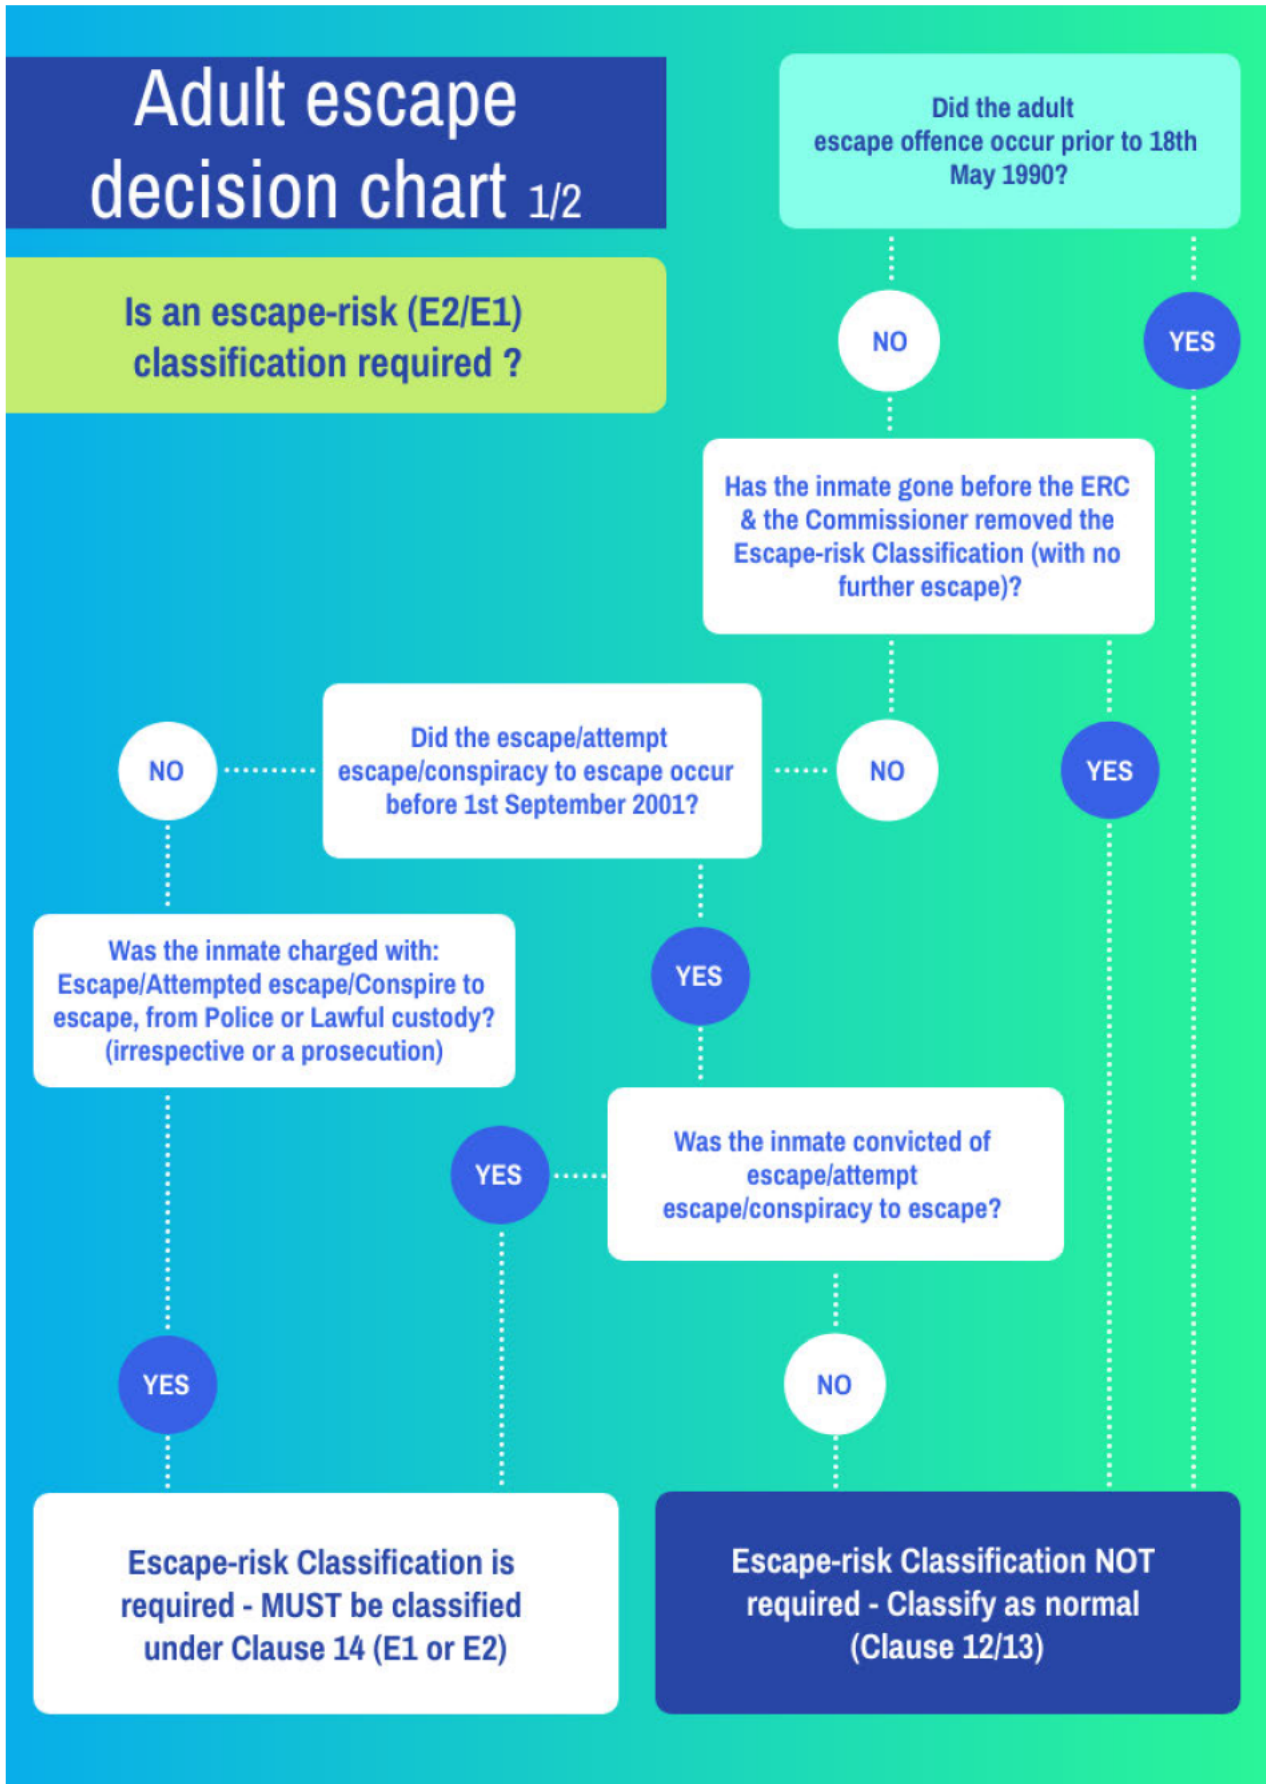 Adult escape
decision chart 1/2
Is an escape-risk (E2/E1)
classification required ?
Did the adult
escape offence occur prior to 18th
May 1990?
NO
YES
Has the inmate gone before the ERC
& the Commissioner removed the
Escape-risk Classification (with no
further escape)?
NO
Did the escape/attempt
escape/conspiracy to escape occur
before 1st September 2001?
NO
YES
Was the inmate charged with:
Escape/Attempted escape/Conspire to
escape, from Police or Lawful custody?
(irrespective or a prosecution)
YES
YES
Was the inmate convicted of
escape/attempt
escape/conspiracy to escape?
YES
NO
Escape-risk Classification is
required - MUST be classified
under Clause 14 (E1 or E2)
Escape-risk Classification NOT
required - Classify as normal
(Clause 12/13)